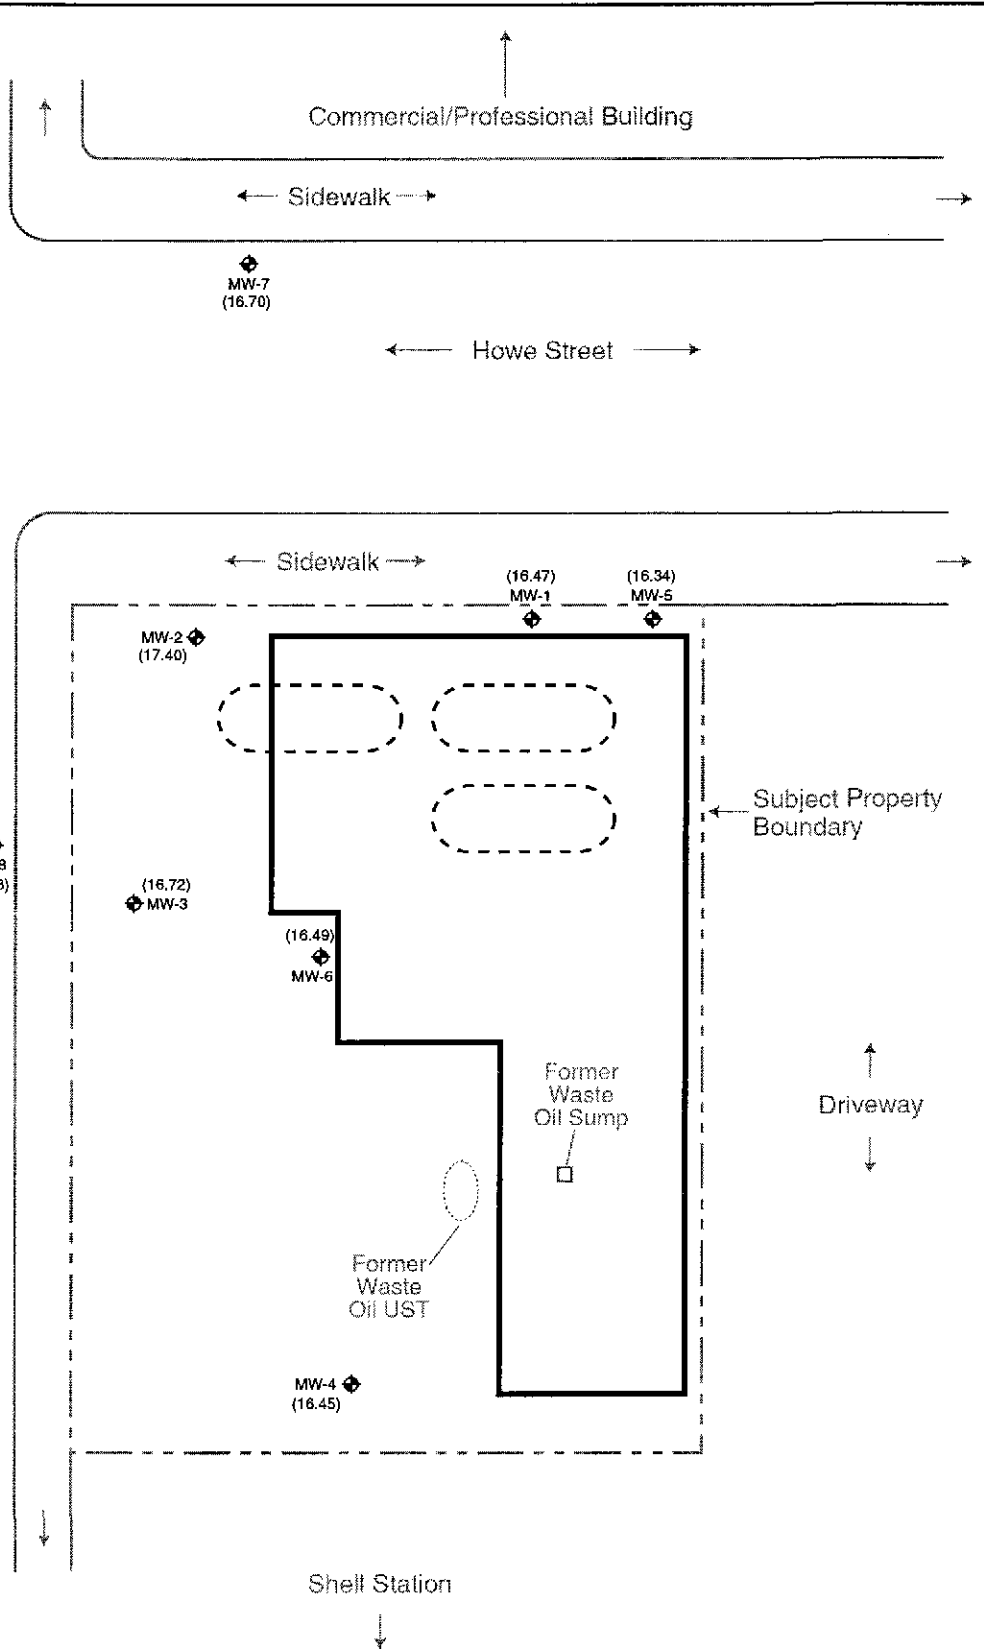 Commercial/Professional Building
Sidewalk
MW-7
(16.70)
Howe Street
Sidewalk
(16.47)
MW-1
(16.34)
MW-5
MW-2
(17.40)
Subject Property
Boundary
8
3)
(16.72)
MW-3
(16.49)
MW-6
Former
Waste
Oil Sump
Driveway
Former
Waste
Oil UST
MW-4
(16.45)
Shell Station